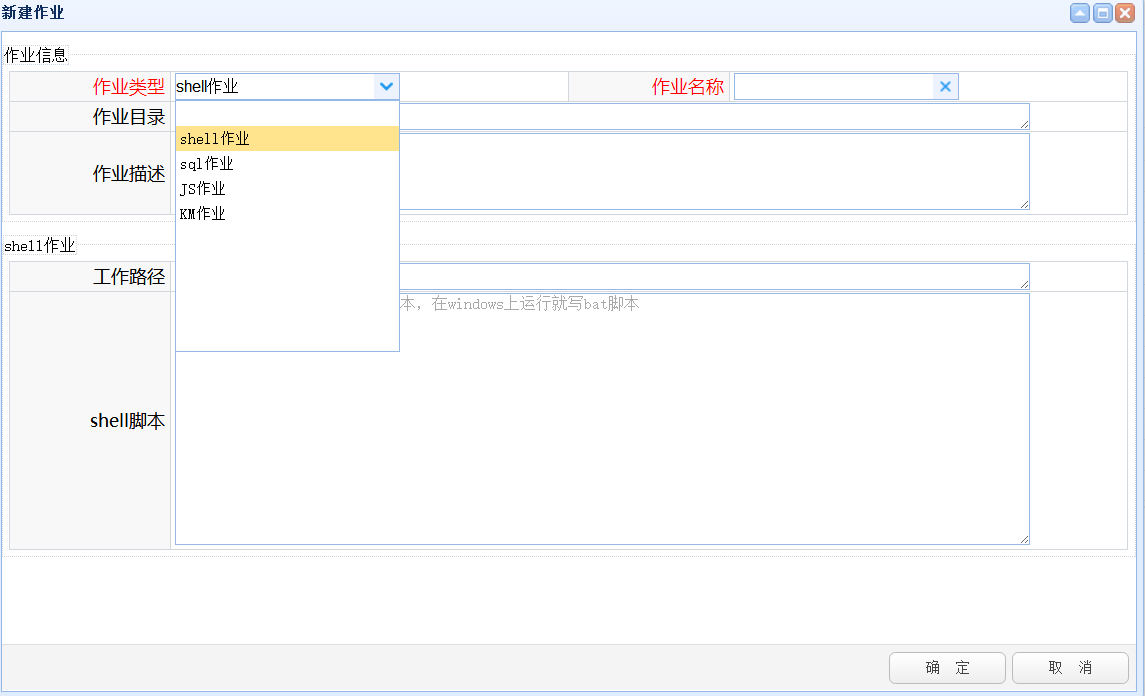 新建作业
作业信息
作业类型 shell作业 作业名称
作业目录
shell作业
sql作业
作业描述
JS作业
KM作业
shell作业
工作路径
本，在windows上运行就写bat脚本
shell脚本
确 定 取 消